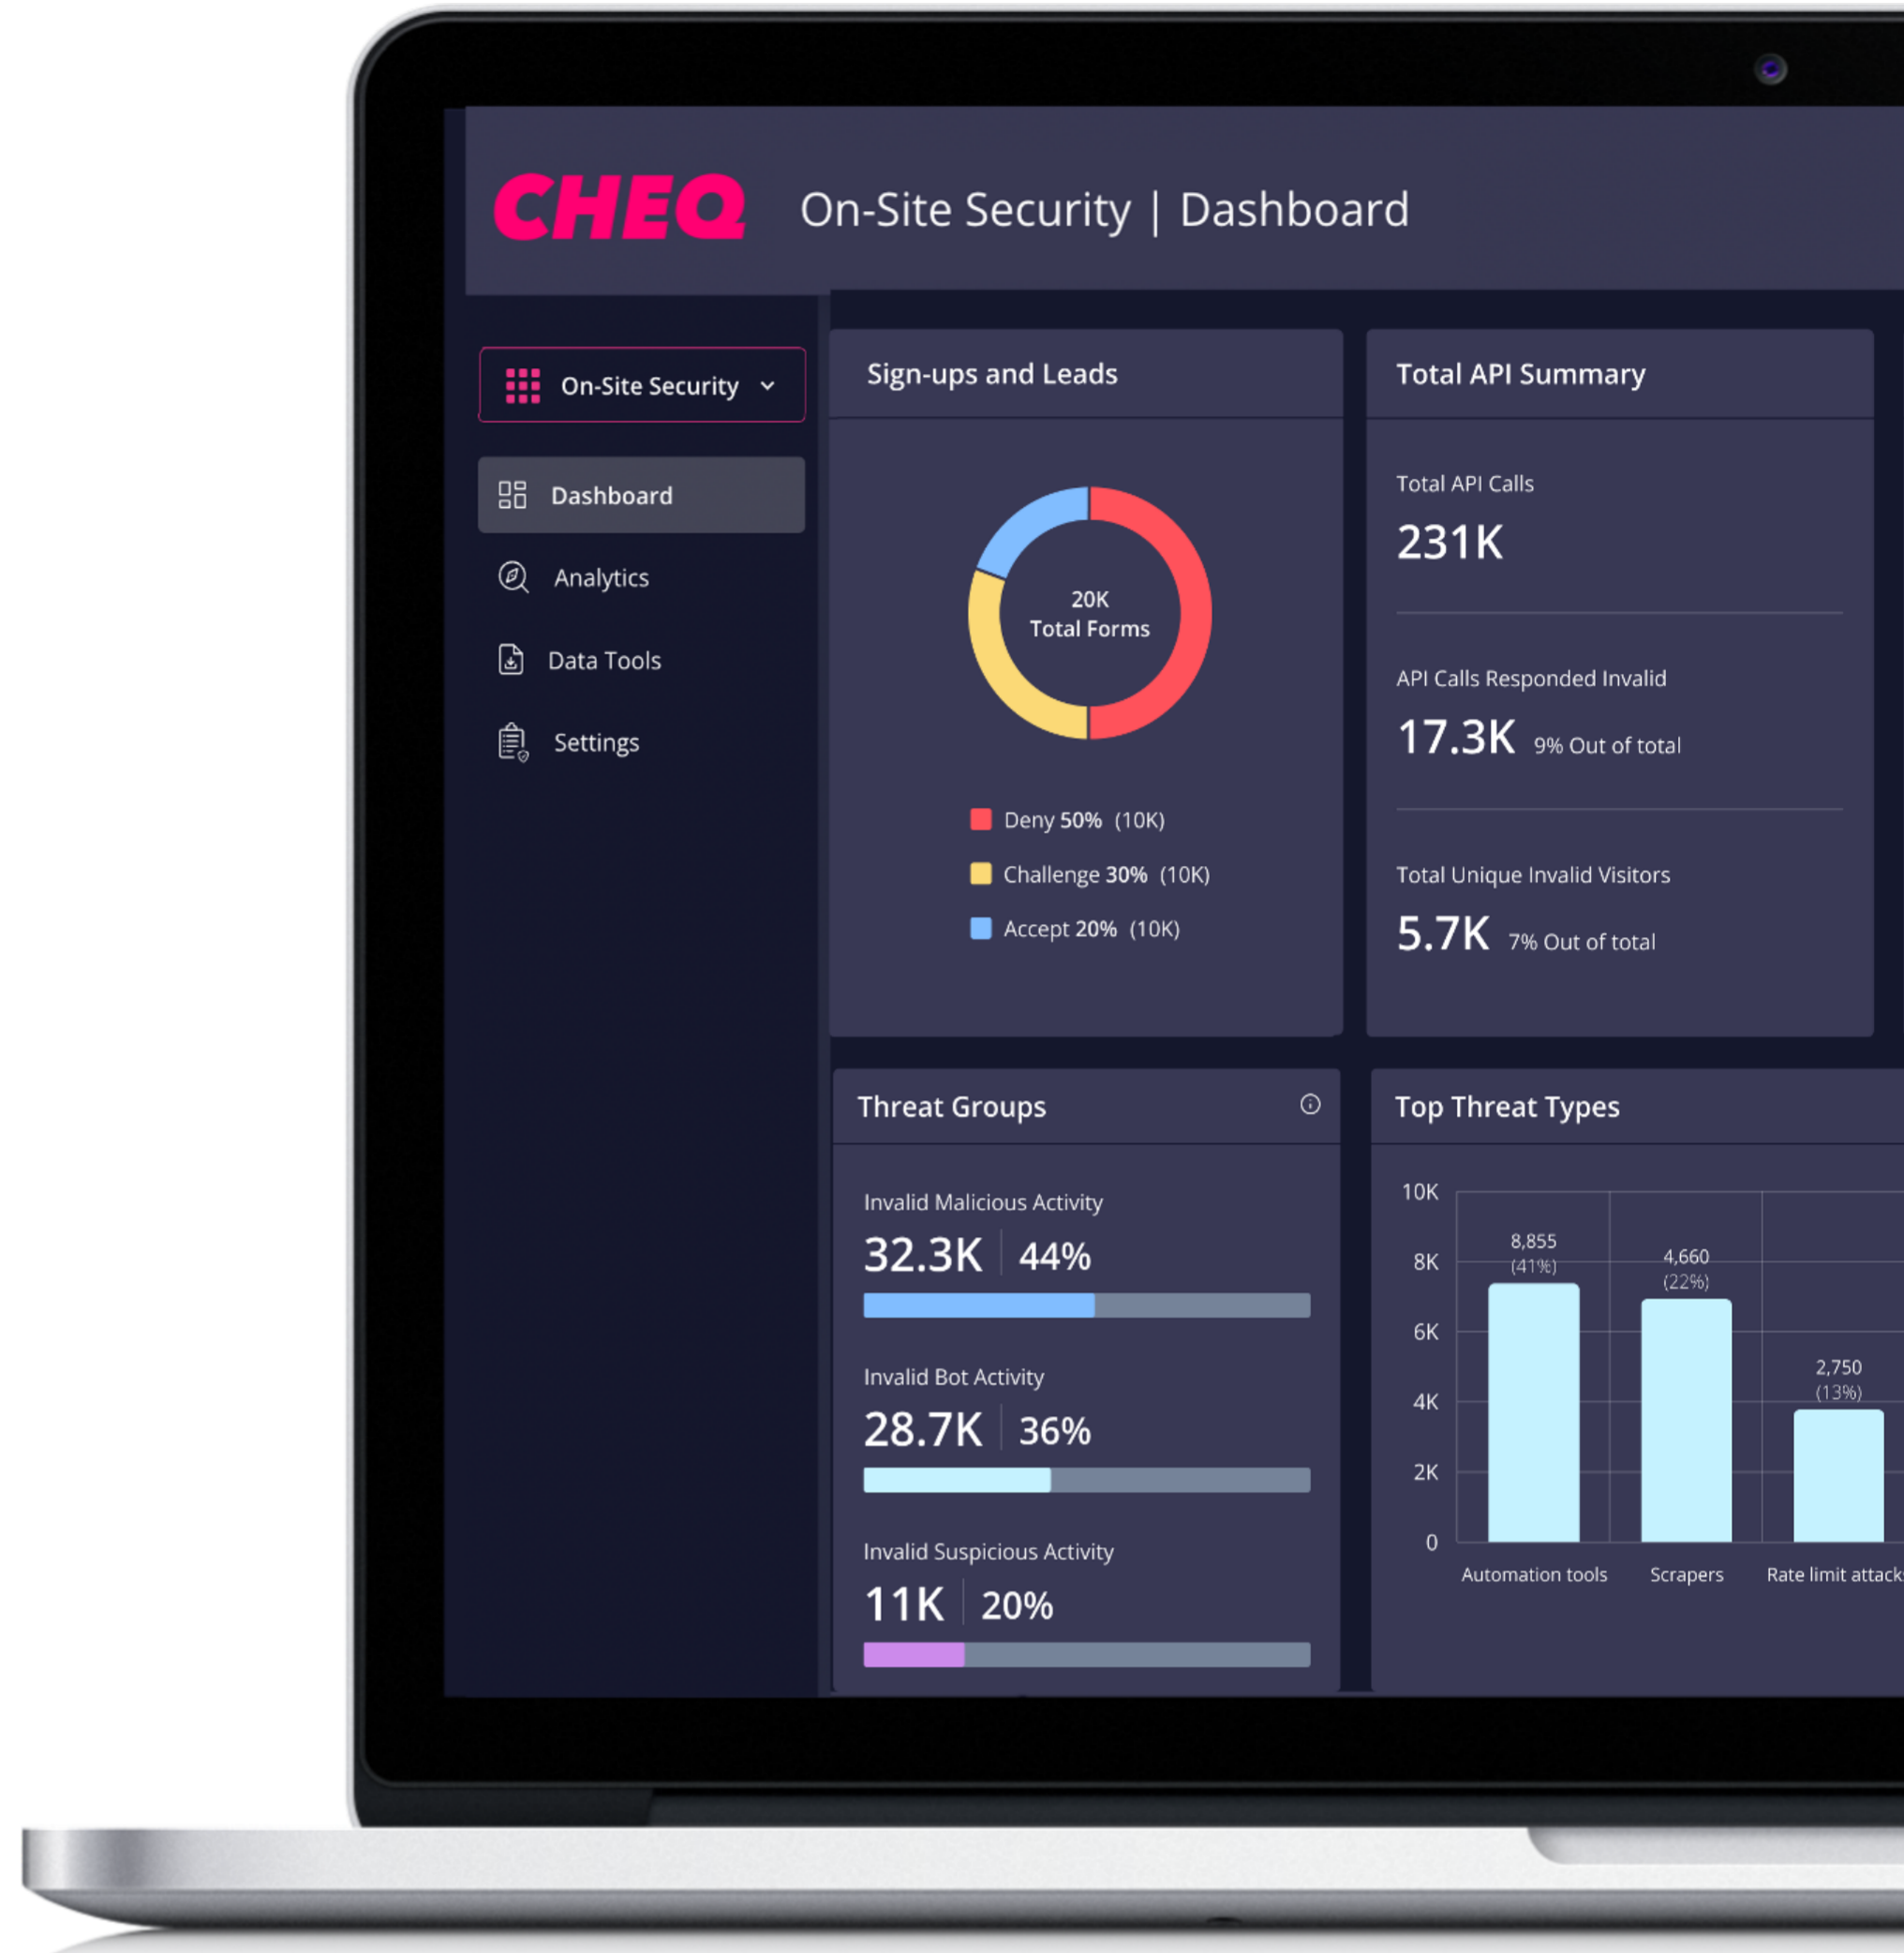 CHEQ
On-Site Security | Dashboard
On-Site Security
Dashboard
Analytics
Data Tools
Settings
Sign-ups and Leads
20K
Total Forms
Deny 50% (10K)
Challenge 30% (10K)
Accept 20% (10K)
Total API Summary
Total API Calls
231K
API Calls Responded Invalid
17.3K 9% Out of total
Total Unique Invalid Visitors
5.7K 7% Out of total
Threat Groups
Invalid Malicious Activity
32.3K 44%
Invalid Bot Activity
28.7K 36%
Invalid Suspicious Activity
11K 20%
Top Threat Types
10K
8K
6K
4K
2K
0
8,855
(41%)
4,660
(22%)
2,750
(13%)
Automation tools
Scrapers
Rate limit attack